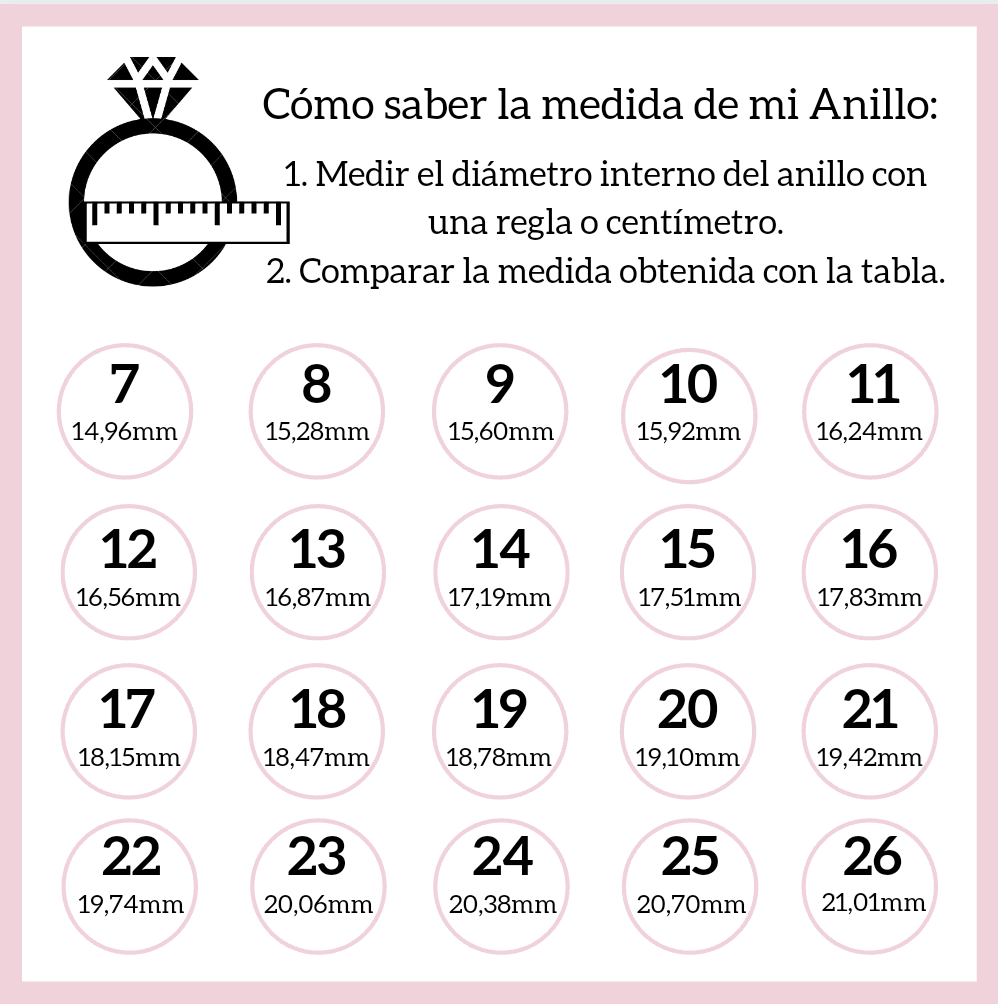 Cómo saber la medida de mi Anillo:
1. Medir el diámetro interno del anillo con
una regla o centímetro.
2. Comparar la medida obtenida con la tabla.
7 8 9 10 11
14,96mm 15,28mm 15,60mm 15,92mm 16,24mm
12 13 14 15 16
16,56mm 16,87mm 17,19mm 17,51mm 17,83mm
17 18 19 20 21
18,15mm 18,47mm 18,78mm 19,10mm 19,42mm
22 23 24 25 26
19,74mm 20,06mm 20,38mm 20,70mm 21,01mm